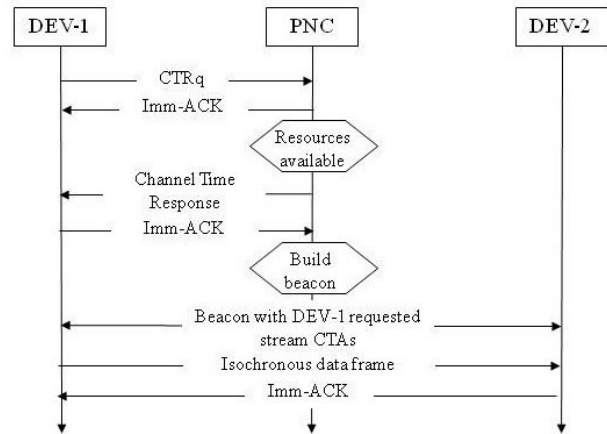 DEV-1
PNC
DEV-2
CTRq
Imm-ACK
Resources
available
Channel Time
Response
Imm-ACK
Build
beacon
Beacon with DEV-1 requested
stream CTAs
Isochronous data frame
Imm-ACK